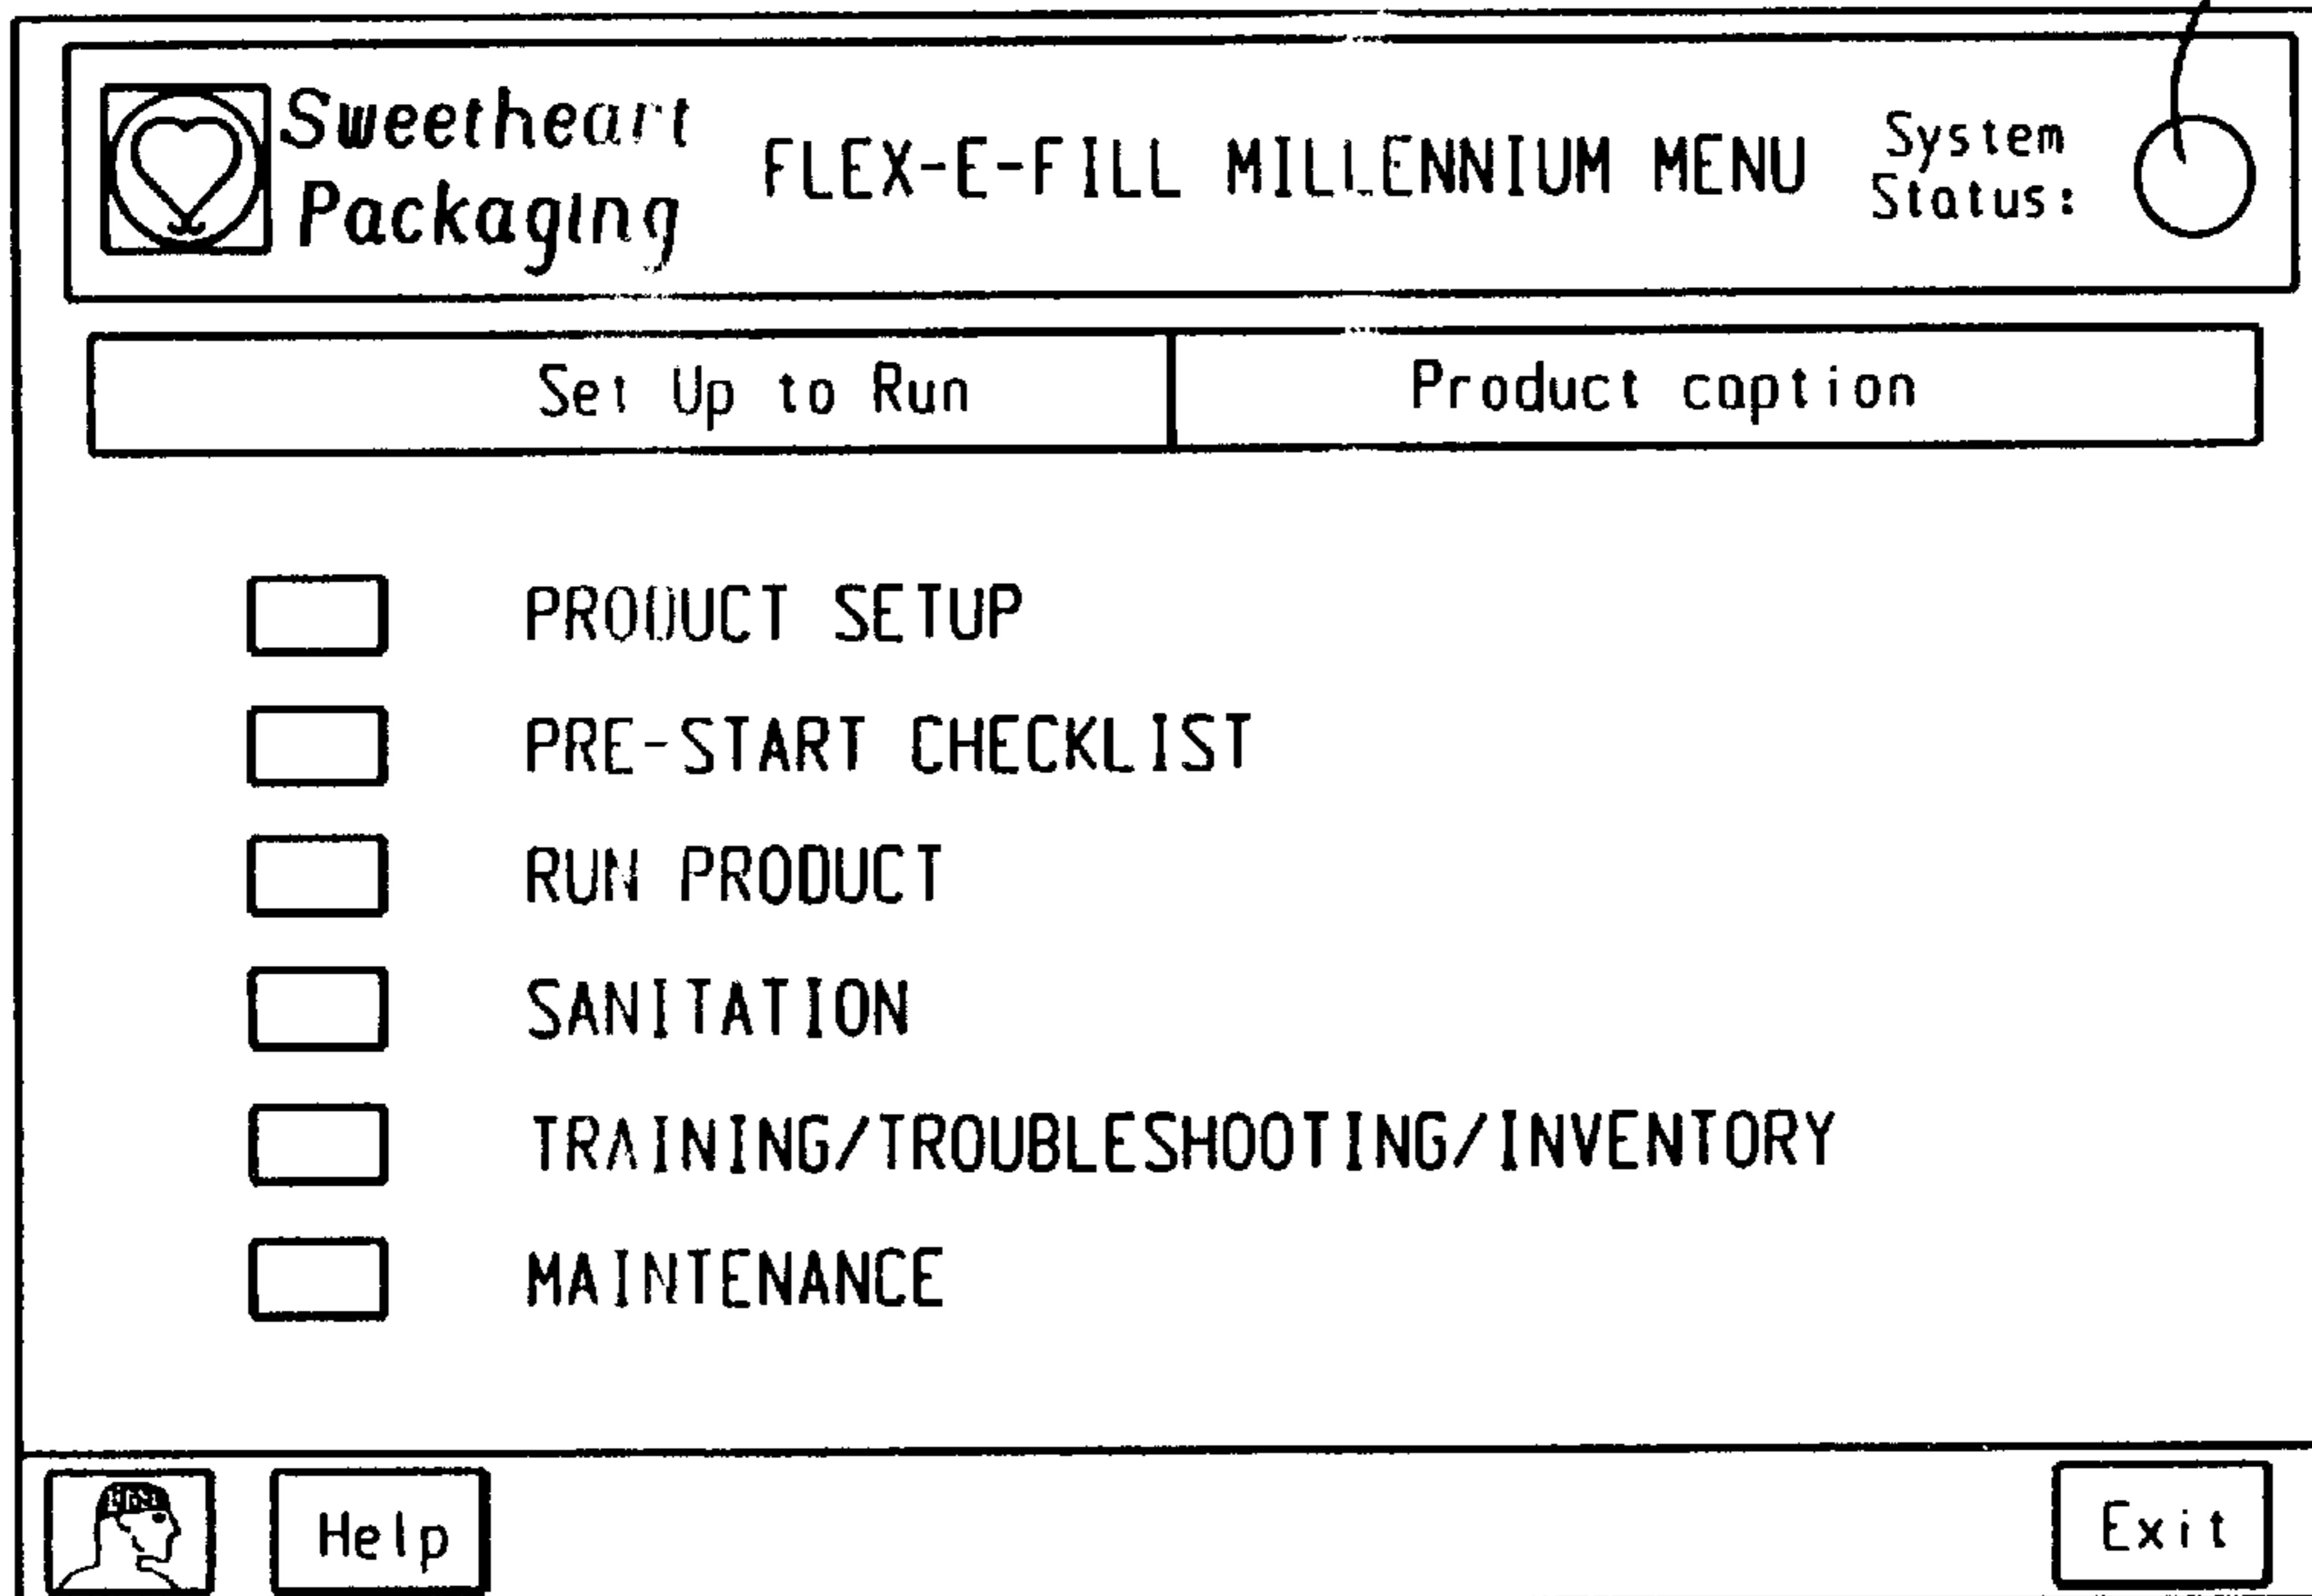 Sweetheart
Packaging
FLEX-E-FILL MILLENNIUM MENU
System
Status:
Set Up to Run
Product caption
PRODUCT SETUP
PRE-START CHECKLIST
RUN PRODUCT
SANITATION
TRAINING/TROUBLESHOOTING/INVENTORY
MAINTENANCE
Help
Exit